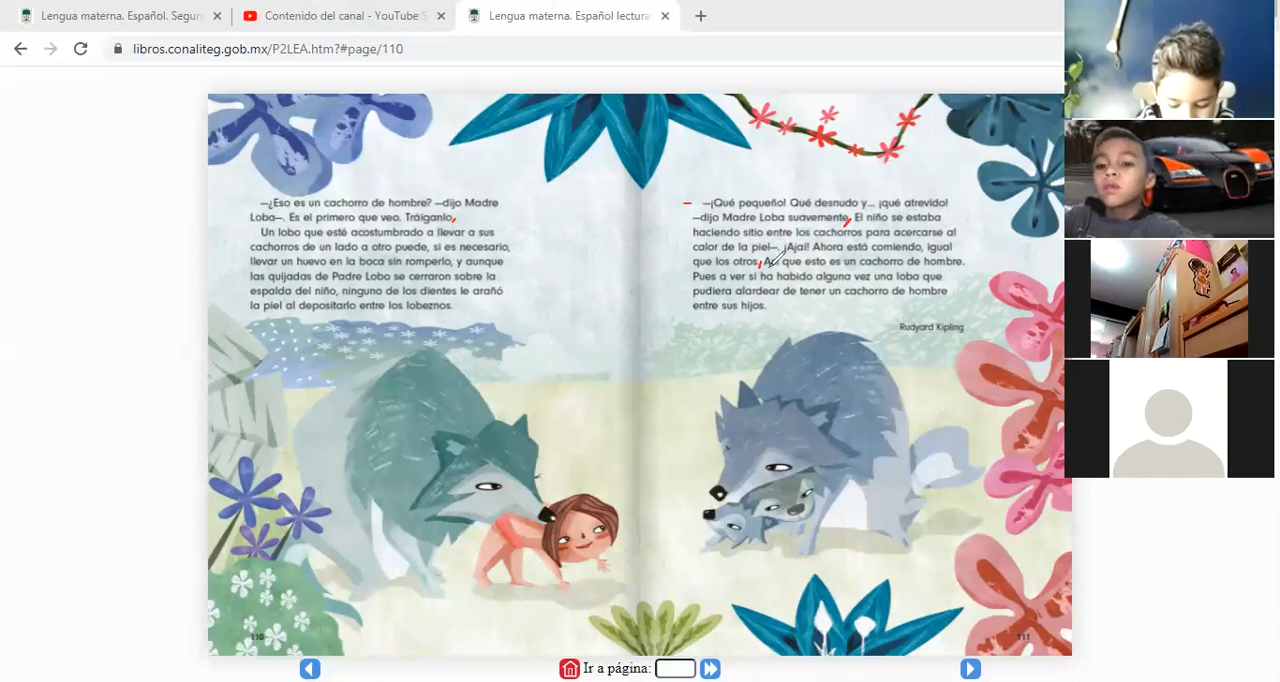 Lengua materna. Español. Segun
Contenido del canal - YouTube S
Lengua materna. Español lectura
libros.conaliteg.gob.mx/P2LEA.htm?#page/110
—¿Eso es un cachorro de hombre? —dijo Madre
Loba—. Es el primero que veo. Tráiganlo.
Un lobo que esté acostumbrado a llevar a sus
cachorros de un lado a otro puede, si es necesario,
llevar un huevo en la boca sin romperlo, y aunque
las quijadas de Padre Lobo se cerraron sobre la
espalda del niño, ninguno de los dientes le arañó
la piel al depositarlo entre los lobeznos.
—¡Qué pequeño! Qué desnudo y... ¡qué atrevido!
—dijo Madre Loba suavemente. El niño se estaba
haciendo sitio entre los cachorros para acercarse al
calor de la piel—. ¡Ajai! Ahora está comiendo, igual
que los otros. que esto es un cachorro de hombre.
Pues a ver si ha habido alguna vez una loba que
pudiera alardear de tener un cachorro de hombre
entre sus hijos.
Rudyard Kipling
110
111
Ir a página: